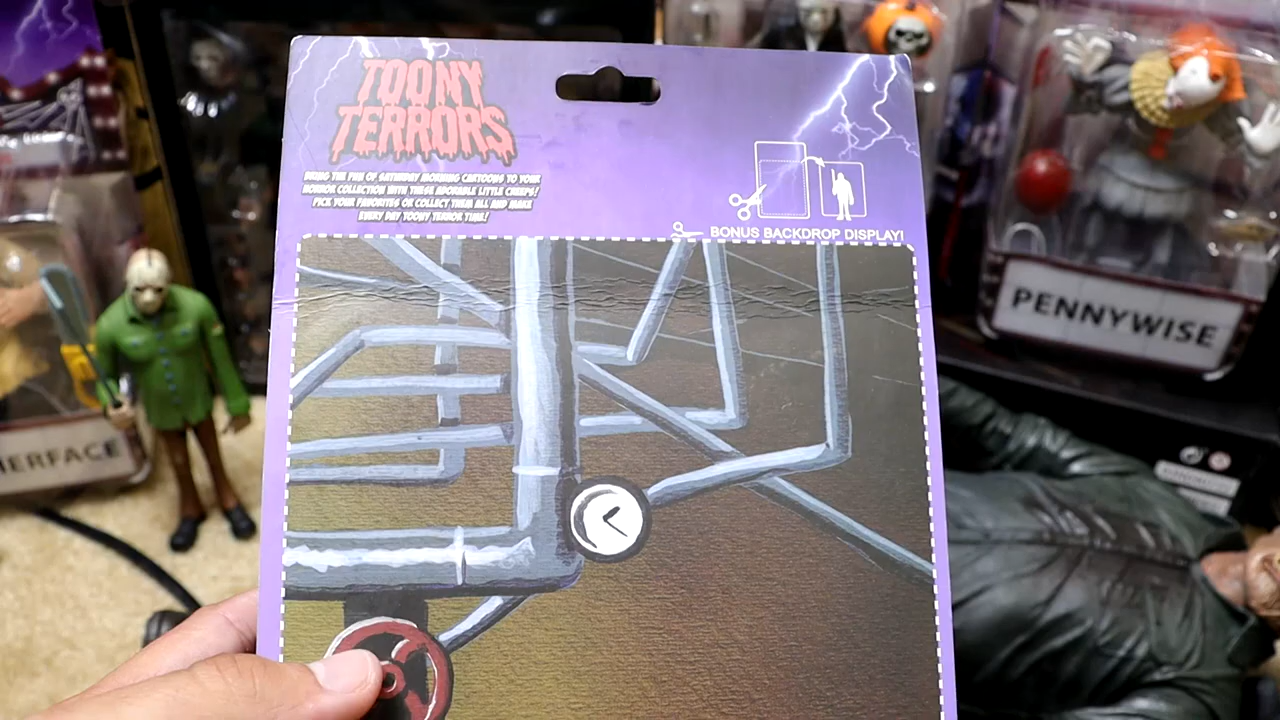 TOONY
TERRORS
BRING THE FUN OF SATURDAY MORNING CARTOONS TO YOUR
HORROR COLLECTION WITH THESE ADORABLE LITTLE CREEPS!
PICK YOUR FAVORITES OR COLLECT THEM ALL AND MAKE
EVERY DAY TOONY TERROR TIME!
BONUS BACKDROP DISPLAY!
PENNYWISE
HERFACE